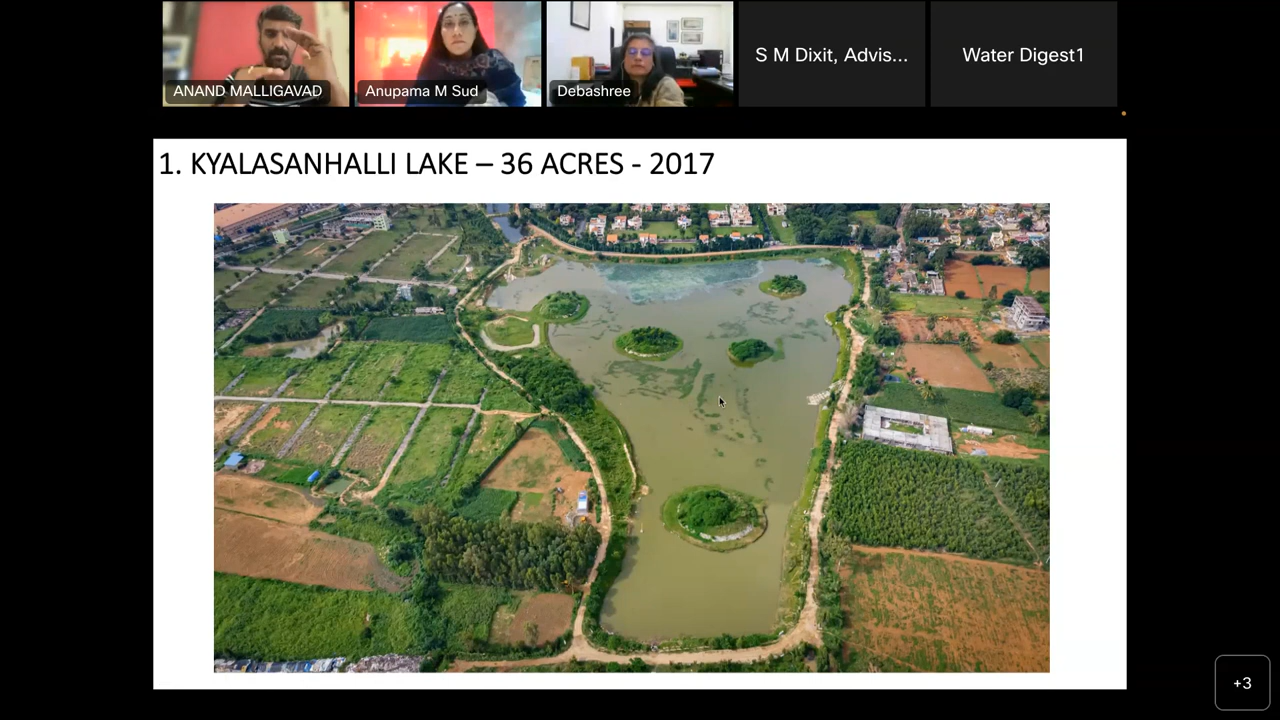 ANAND MALLIGAVAD
Anupama M Sud
Debashree
S M Dixit, Advis...
Water Digest1
1. KYALASANHALLI LAKE – 36 ACRES - 2017
+3